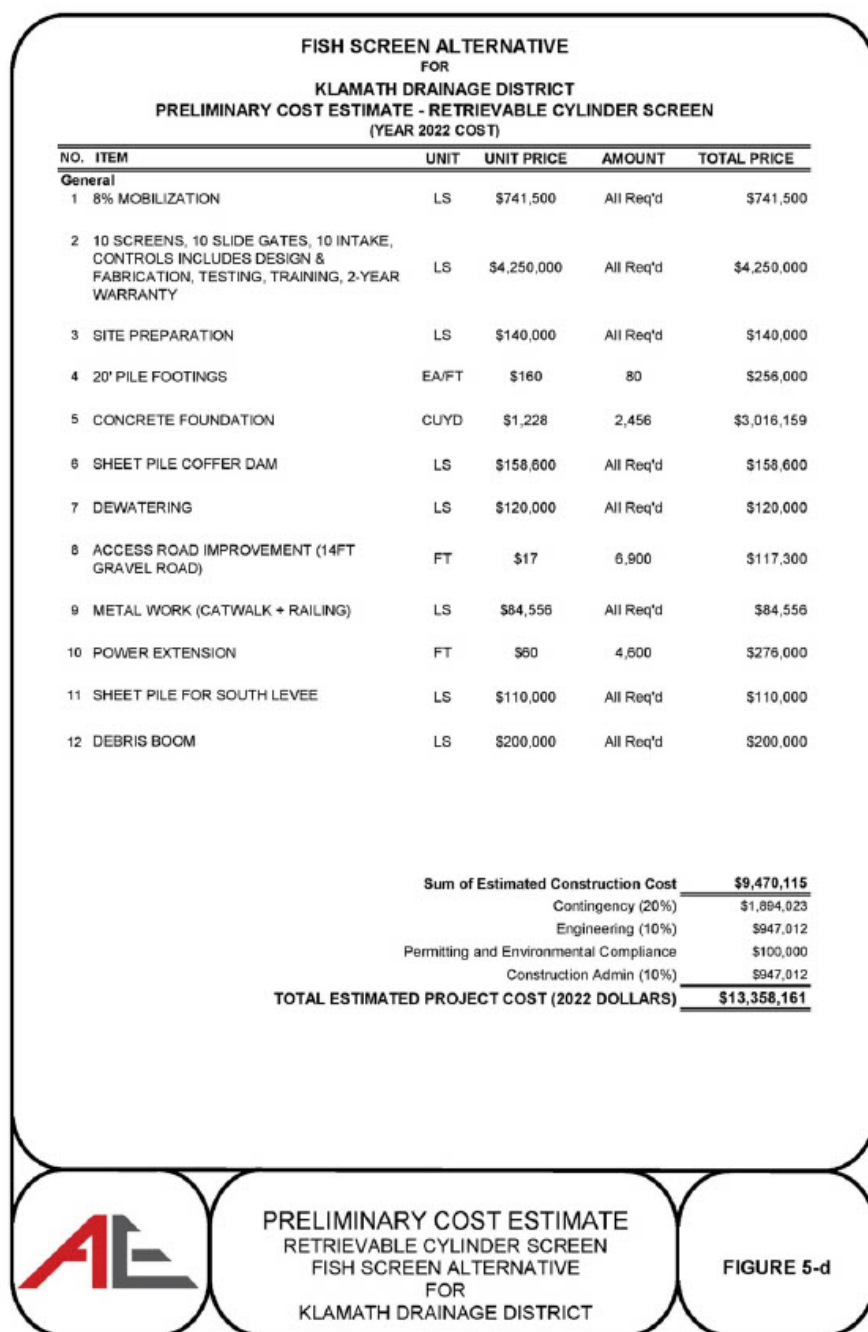 FISH SCREEN ALTERNATIVE
FOR
KLAMATH DRAINAGE DISTRICT
PRELIMINARY COST ESTIMATE - RETRIEVABLE CYLINDER SCREEN
(YEAR 2022 COST)
NO. ITEM UNIT UNIT PRICE AMOUNT TOTAL PRICE
General
1 8% MOBILIZATION LS $741,500 All Req'd $741,500
2 10 SCREENS, 10 SLIDE GATES, 10 INTAKE,
CONTROLS INCLUDES DESIGN &
FABRICATION, TESTING, TRAINING, 2-YEAR
WARRANTY
LS $4,250,000 All Req'd $4,250,000
3 SITE PREPARATION LS $140,000 All Req'd $140,000
4 20' PILE FOOTINGS EA/FT $160 80 $256,000
5 CONCRETE FOUNDATION CUYD $1,228 2,456 $3,016,159
6 SHEET PILE COFFER DAM LS $158,600 All Req'd $158,600
7 DEWATERING LS $120,000 All Req'd $120,000
8 ACCESS ROAD IMPROVEMENT (14FT
GRAVEL ROAD)
FT $17 6,900 $117,300
9 METAL WORK (CATWALK + RAILING) LS $84,556 All Req'd $84,556
10 POWER EXTENSION FT $60 4,600 $276,000
11 SHEET PILE FOR SOUTH LEVEE LS $110,000 All Req'd $110,000
12 DEBRIS BOOM LS $200,000 All Req'd $200,000
Sum of Estimated Construction Cost $9,470,115
Contingency (20%) $1,894,023
Engineering (10%) $947,012
Permitting and Environmental Compliance $100,000
Construction Admin (10%) $947,012
TOTAL ESTIMATED PROJECT COST (2022 DOLLARS) $13,358,161
AE
PRELIMINARY COST ESTIMATE
RETRIEVABLE CYLINDER SCREEN
FISH SCREEN ALTERNATIVE
FOR
KLAMATH DRAINAGE DISTRICT
FIGURE 5-d